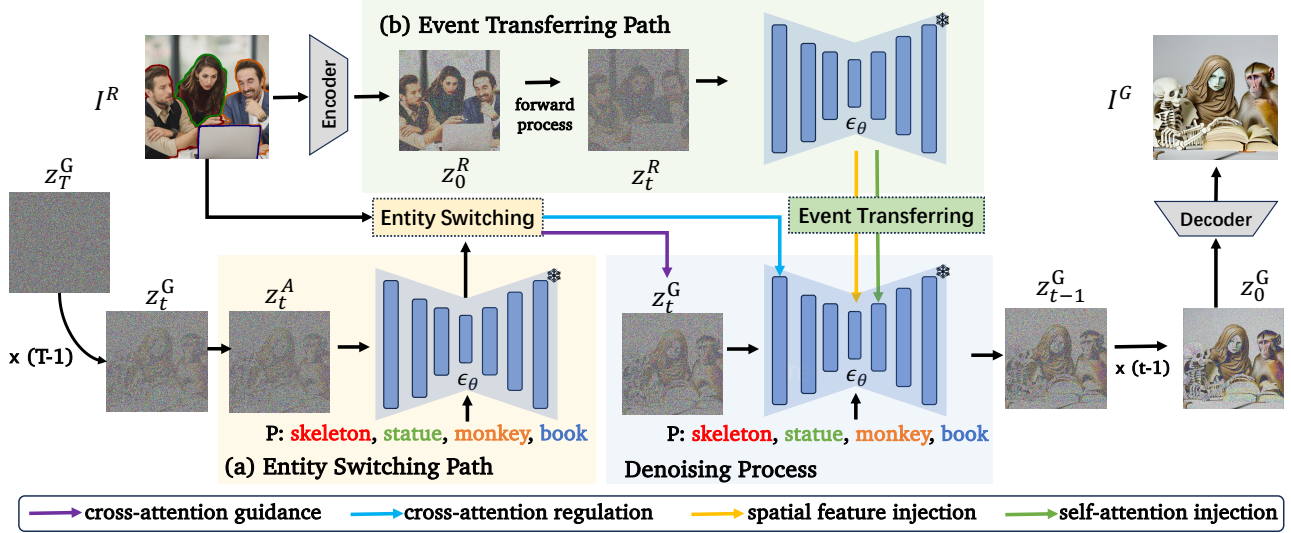 (b) Event Transferring Path
I^R
Encoder
forward
process
z_0^R
z_t^R
ϵ_θ
I^G
z_T^G
Entity Switching
Event Transferring
Decoder
z_t^G
z_t^A
z_t^G
z_{t-1}^G
z_0^G
x (T-1)
ϵ_θ
ϵ_θ
x (t-1)
P: skeleton, statue, monkey, book
P: skeleton, statue, monkey, book
(a) Entity Switching Path
Denoising Process
cross-attention guidance
cross-attention regulation
spatial feature injection
self-attention injection